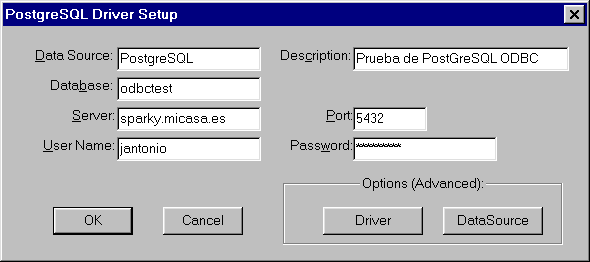 PostgreSQL Driver Setup
Data Source: PostgreSQL Description: Prueba de PostGreSQL ODBC
Database: odbctest
Server: sparky.micasa.es Port: 5432
User Name: jantonio Password: **********
Options (Advanced):
OK Cancel Driver DataSource